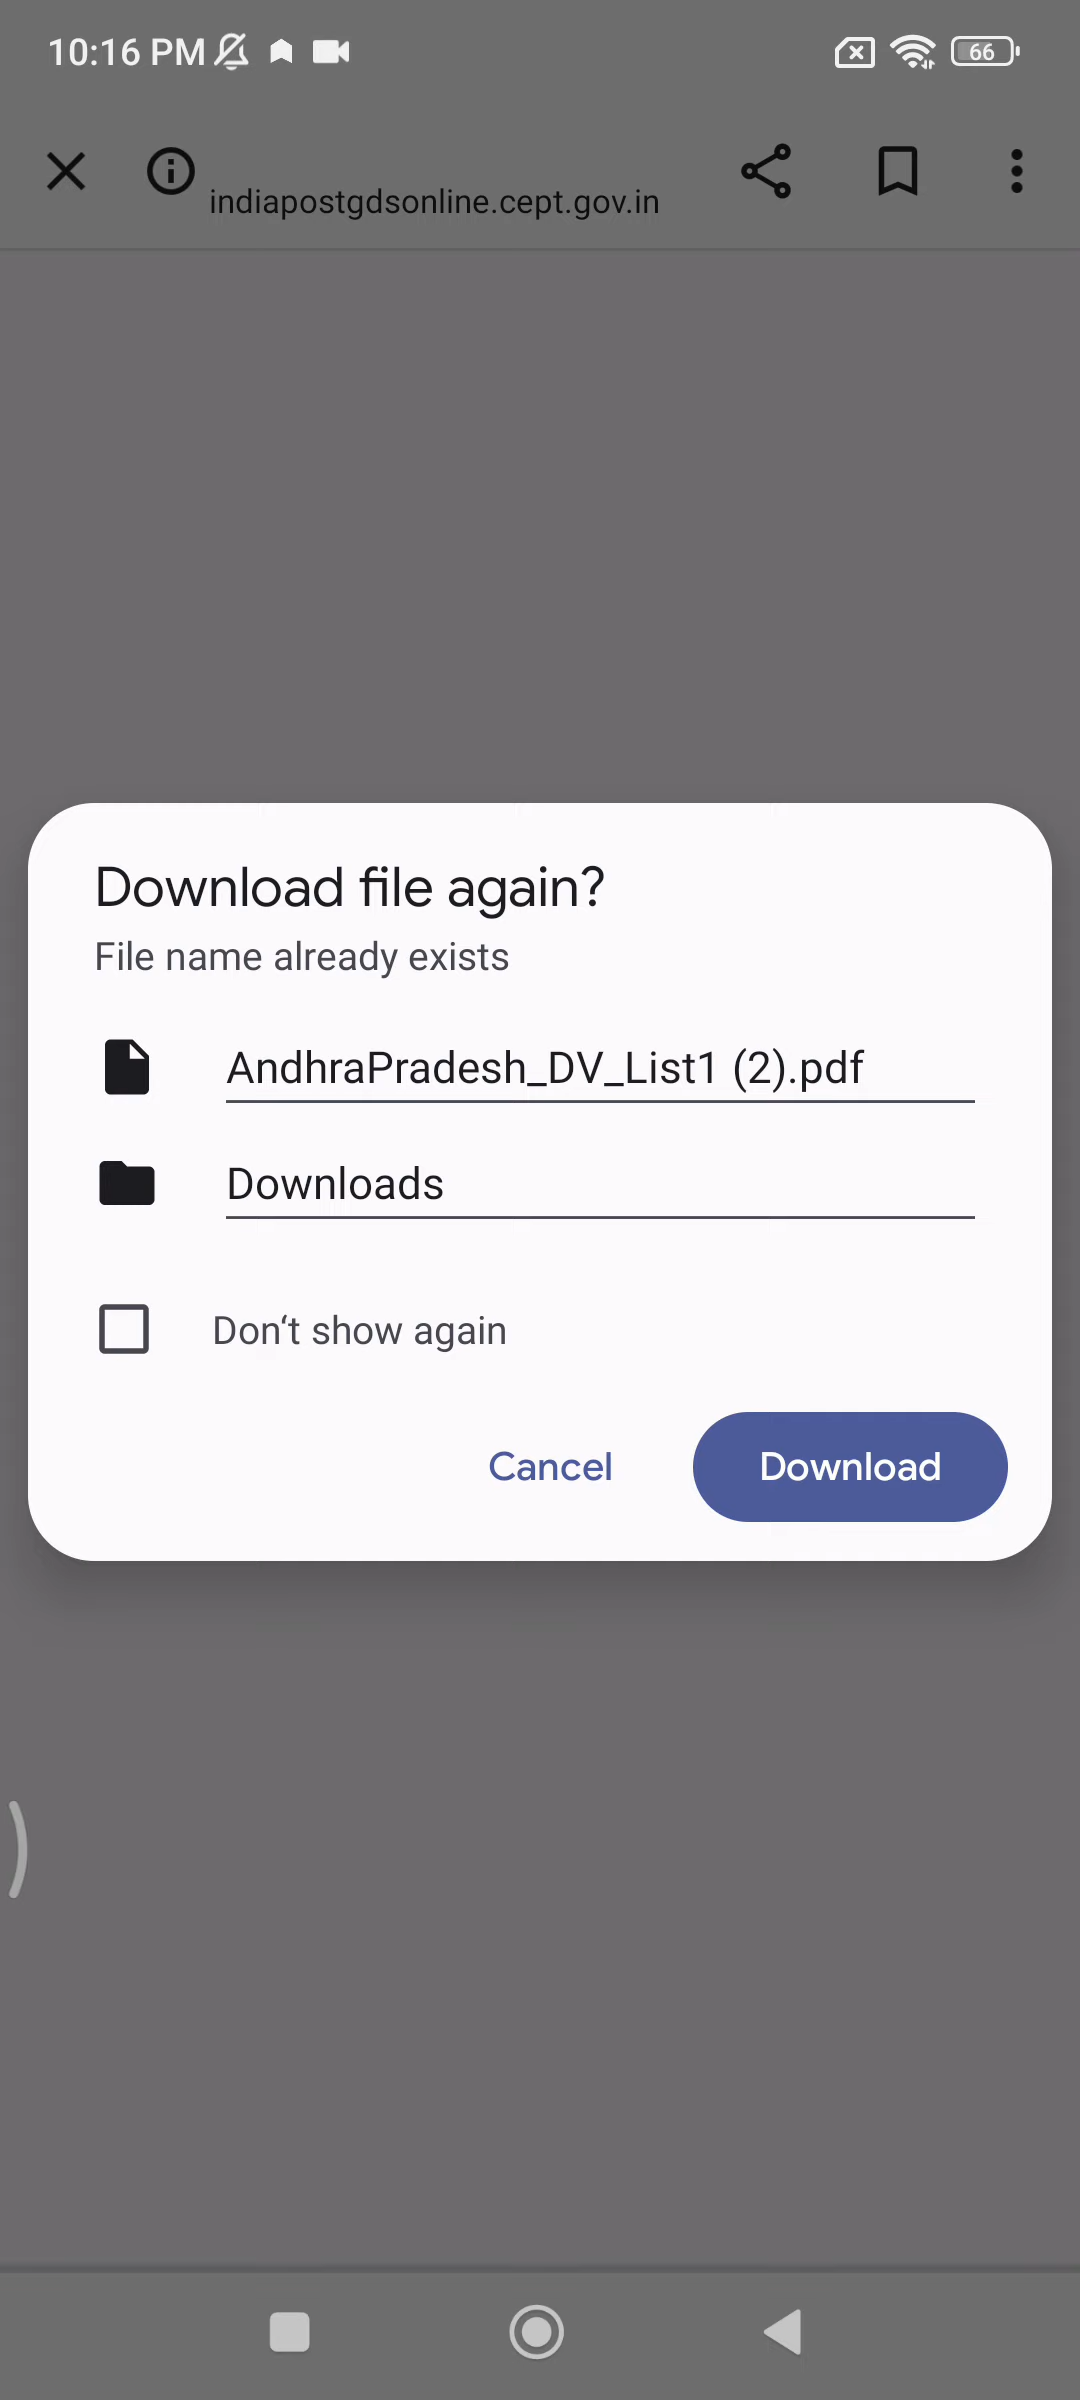 10:16 PM
66
indiapostgdsonline.cept.gov.in
Download file again?
File name already exists
AndhraPradesh_DV_List1 (2).pdf
Downloads
Don‘t show again
Cancel
Download